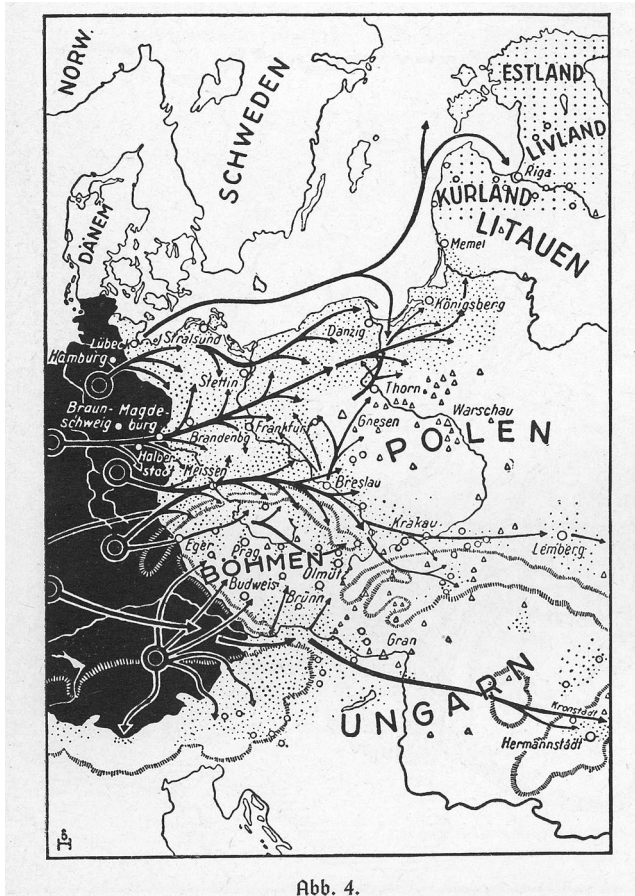 NORW.
SCHWEDEN
ESTLAND
LIVLAND
Riga
KURLAND
LITAUEN
DÄNEM
Memel
Königsberg
Danzig
Lübeck
Stralsund
Hamburg
Stettin
Thorn
Braun-
schweig
Magde-
burg
Brandenbg
Frankfurt
Gnesen
Warschau
POLEN
Halber-
stadt
Meissen
Breslau
Krakau
Lemberg
Eger
Prag
BÖHMEN
Olmütz
Budweis
Brünn
Gran
UNGARN
Kronstadt
Hermannstadt
Abb. 4.